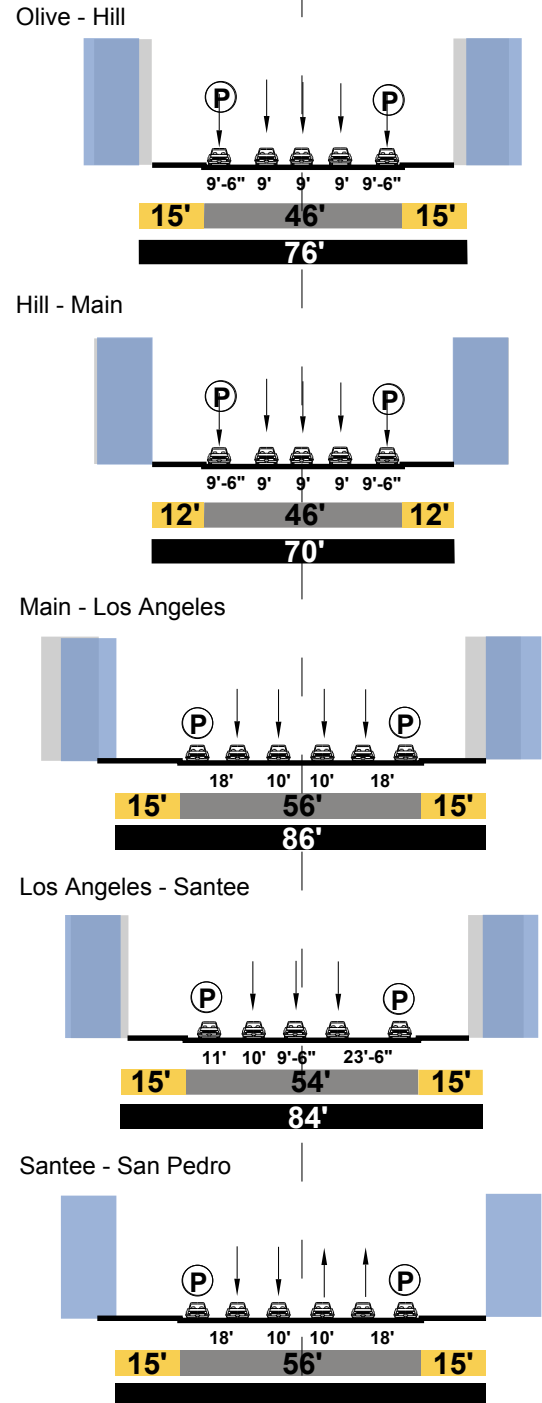 Olive - Hill
P P
9'-6" 9' 9' 9' 9'-6"
15' 46' 15'
76'
Hill - Main
P P
9'-6" 9' 9' 9' 9'-6"
12' 46' 12'
70'
Main - Los Angeles
P P
18' 10' 10' 18'
15' 56' 15'
86'
Los Angeles - Santee
P P
11' 10' 9'-6" 23'-6"
15' 54' 15'
84'
Santee - San Pedro
P P
18' 10' 10' 18'
15' 56' 15'